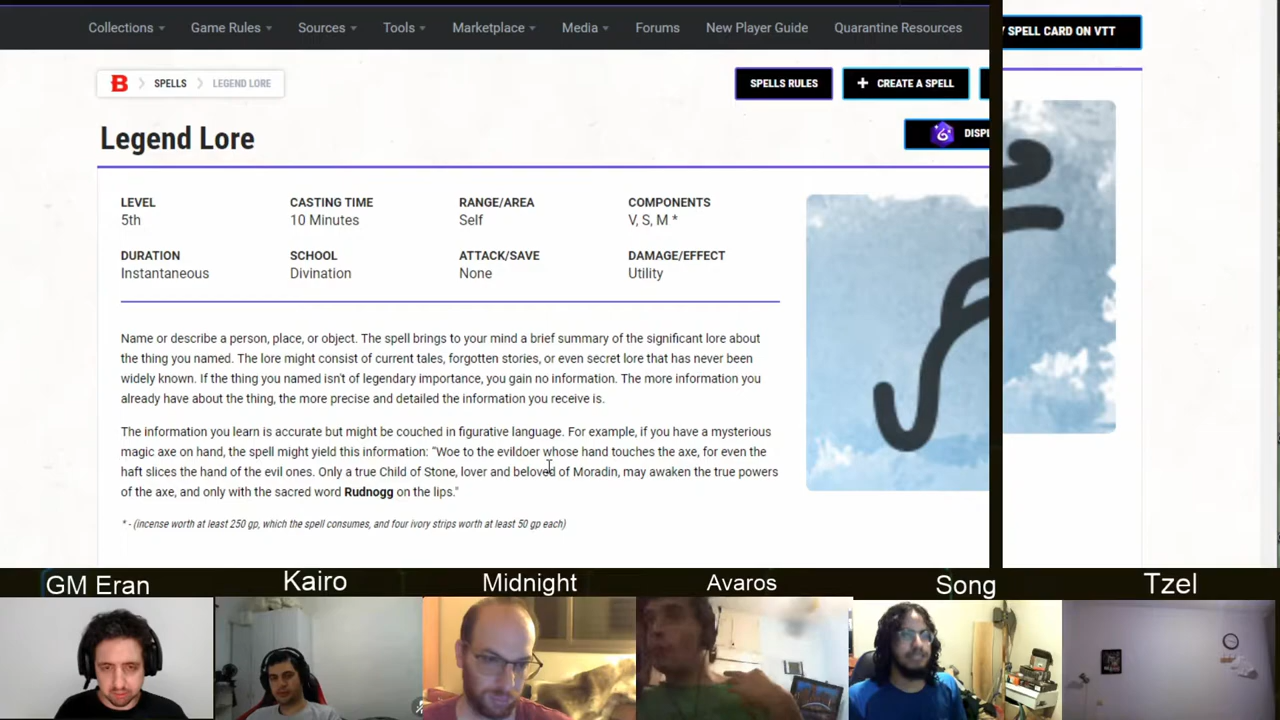 Collections Game Rules Sources Tools Marketplace Media Forums New Player Guide Quarantine Resources
SPELL CARD ON VTT
SPELLS LEGEND LORE
SPELLS RULES
+ CREATE A SPELL
Legend Lore
DISPL
LEVEL CASTING TIME RANGE/AREA COMPONENTS
5th 10 Minutes Self V, S, M *
DURATION SCHOOL ATTACK/SAVE DAMAGE/EFFECT
Instantaneous Divination None Utility
Name or describe a person, place, or object. The spell brings to your mind a brief summary of the significant lore about
the thing you named. The lore might consist of current tales, forgotten stories, or even secret lore that has never been
widely known. If the thing you named isn't of legendary importance, you gain no information. The more information you
already have about the thing, the more precise and detailed the information you receive is.
The information you learn is accurate but might be couched in figurative language. For example, if you have a mysterious
magic axe on hand, the spell might yield this information: "Woe to the evildoer whose hand touches the axe, for even the
haft slices the hand of the evil ones. Only a true Child of Stone, lover and beloved of Moradin, may awaken the true powers
of the axe, and only with the sacred word Rudnogg on the lips."
* - (incense worth at least 250 gp, which the spell consumes, and four ivory strips worth at least 50 gp each)
GM Eran Kairo Midnight Avaros Song Tzel